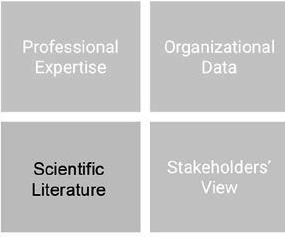 Professional
Expertise
Organizational
Data
Scientific
Literature
Stakeholders’
View